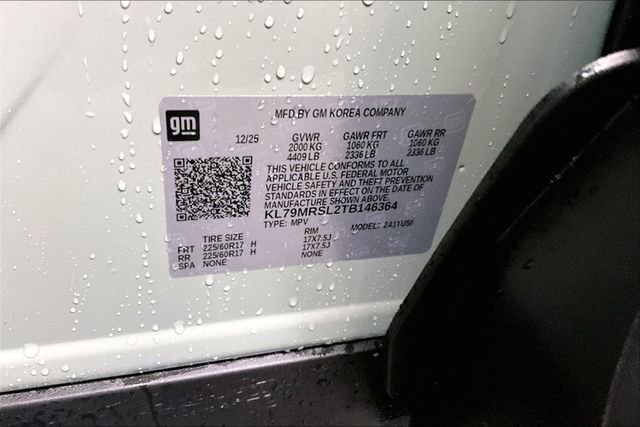 gm
MFD BY GM KOREA COMPANY
12/25 GVWR GAWR FRT GAWR RR
2000 KG 1060 KG 1060 KG
4409 LB 2336 LB 2336 LB
THIS VEHICLE CONFORMS TO ALL
APPLICABLE U.S. FEDERAL MOTOR
VEHICLE SAFETY AND THEFT PREVENTION
STANDARDS IN EFFECT ON THE DATE OF
MANUFACTURE SHOWN ABOVE.
KL79MRSL2TB146364
TYPE: MPV MODEL: 241TU56
TIRE SIZE RIM
FRT 225/60R17 H 17X7.5J
RR 225/60R17 H 17X7.5J
SPA NONE NONE